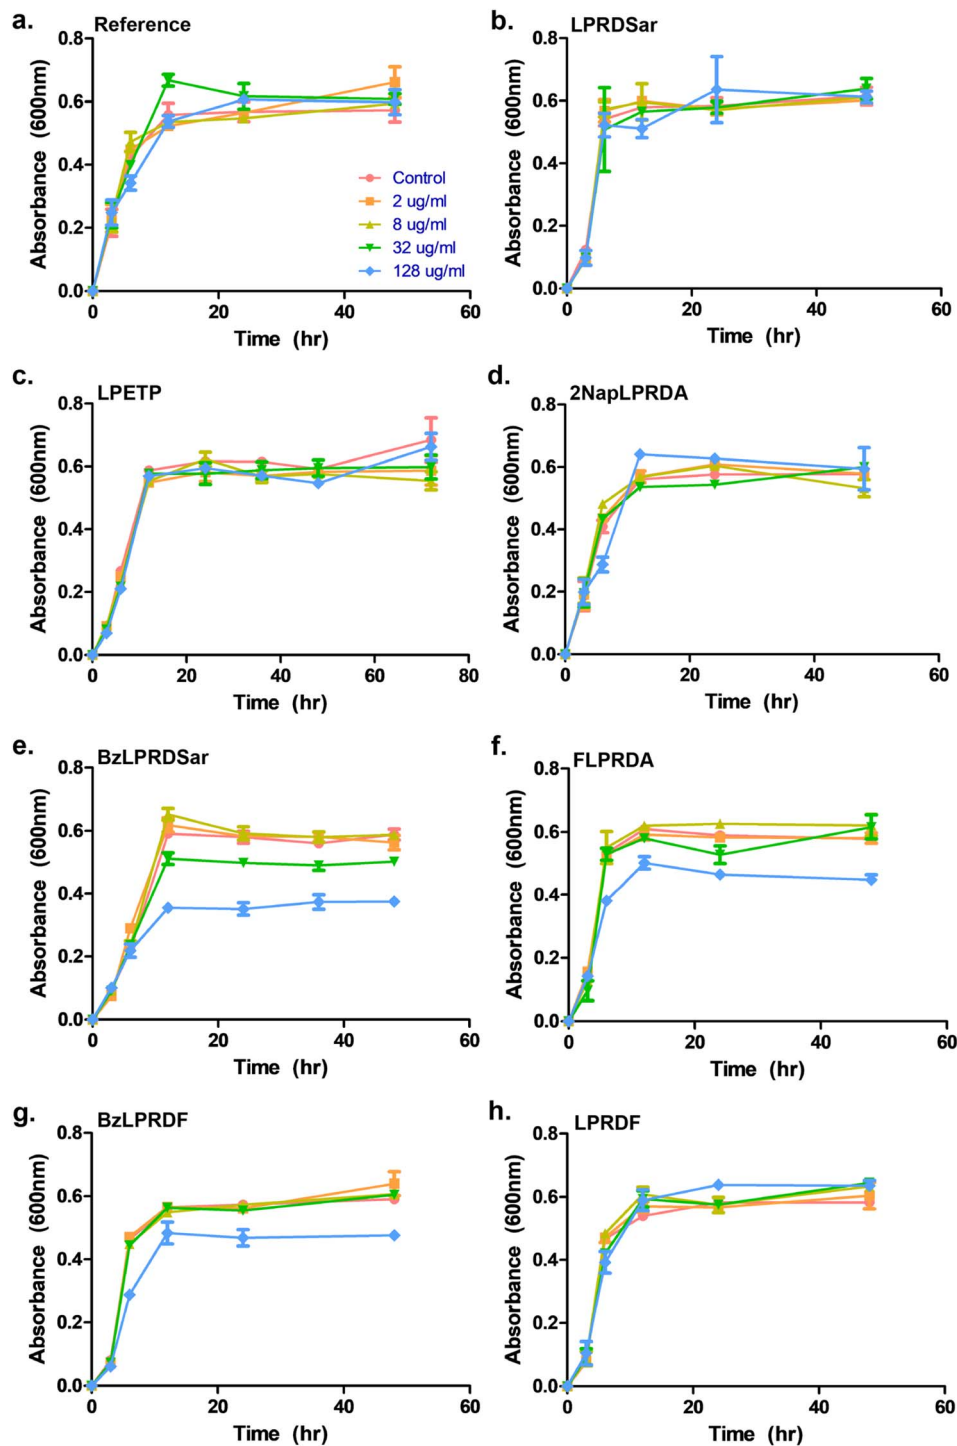 a. Reference
0.8
0.6
0.4
0.2
0.0
Absorbance (600nm)
0 20 40 60
Time (hr)
Control
2 ug/ml
8 ug/ml
32 ug/ml
128 ug/ml
b. LPRDSar
0.8
0.6
0.4
0.2
0.0
Absorbance (600nm)
0 20 40 60
Time (hr)
c. LPETP
0.8
0.6
0.4
0.2
0.0
Absorbance (600nm)
0 20 40 60 80
Time (hr)
d. 2NapLPRDA
0.8
0.6
0.4
0.2
0.0
Absorbance (600nm)
0 20 40 60
Time (hr)
e. BzLPRDSar
0.8
0.6
0.4
0.2
0.0
Absorbance (600nm)
0 20 40 60
Time (hr)
f. FLPRDA
0.8
0.6
0.4
0.2
0.0
Absorbance (600nm)
0 20 40 60
Time (hr)
g. BzLPRDF
0.8
0.6
0.4
0.2
0.0
Absorbance (600nm)
0 20 40 60
Time (hr)
h. LPRDF
0.8
0.6
0.4
0.2
0.0
Absorbance (600nm)
0 20 40 60
Time (hr)